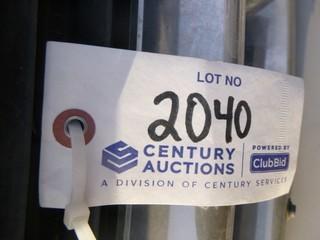 LOT NO
2040
CENTURY AUCTIONS
POWERED BY
ClubBid
A DIVISION OF CENTURY SERVICES